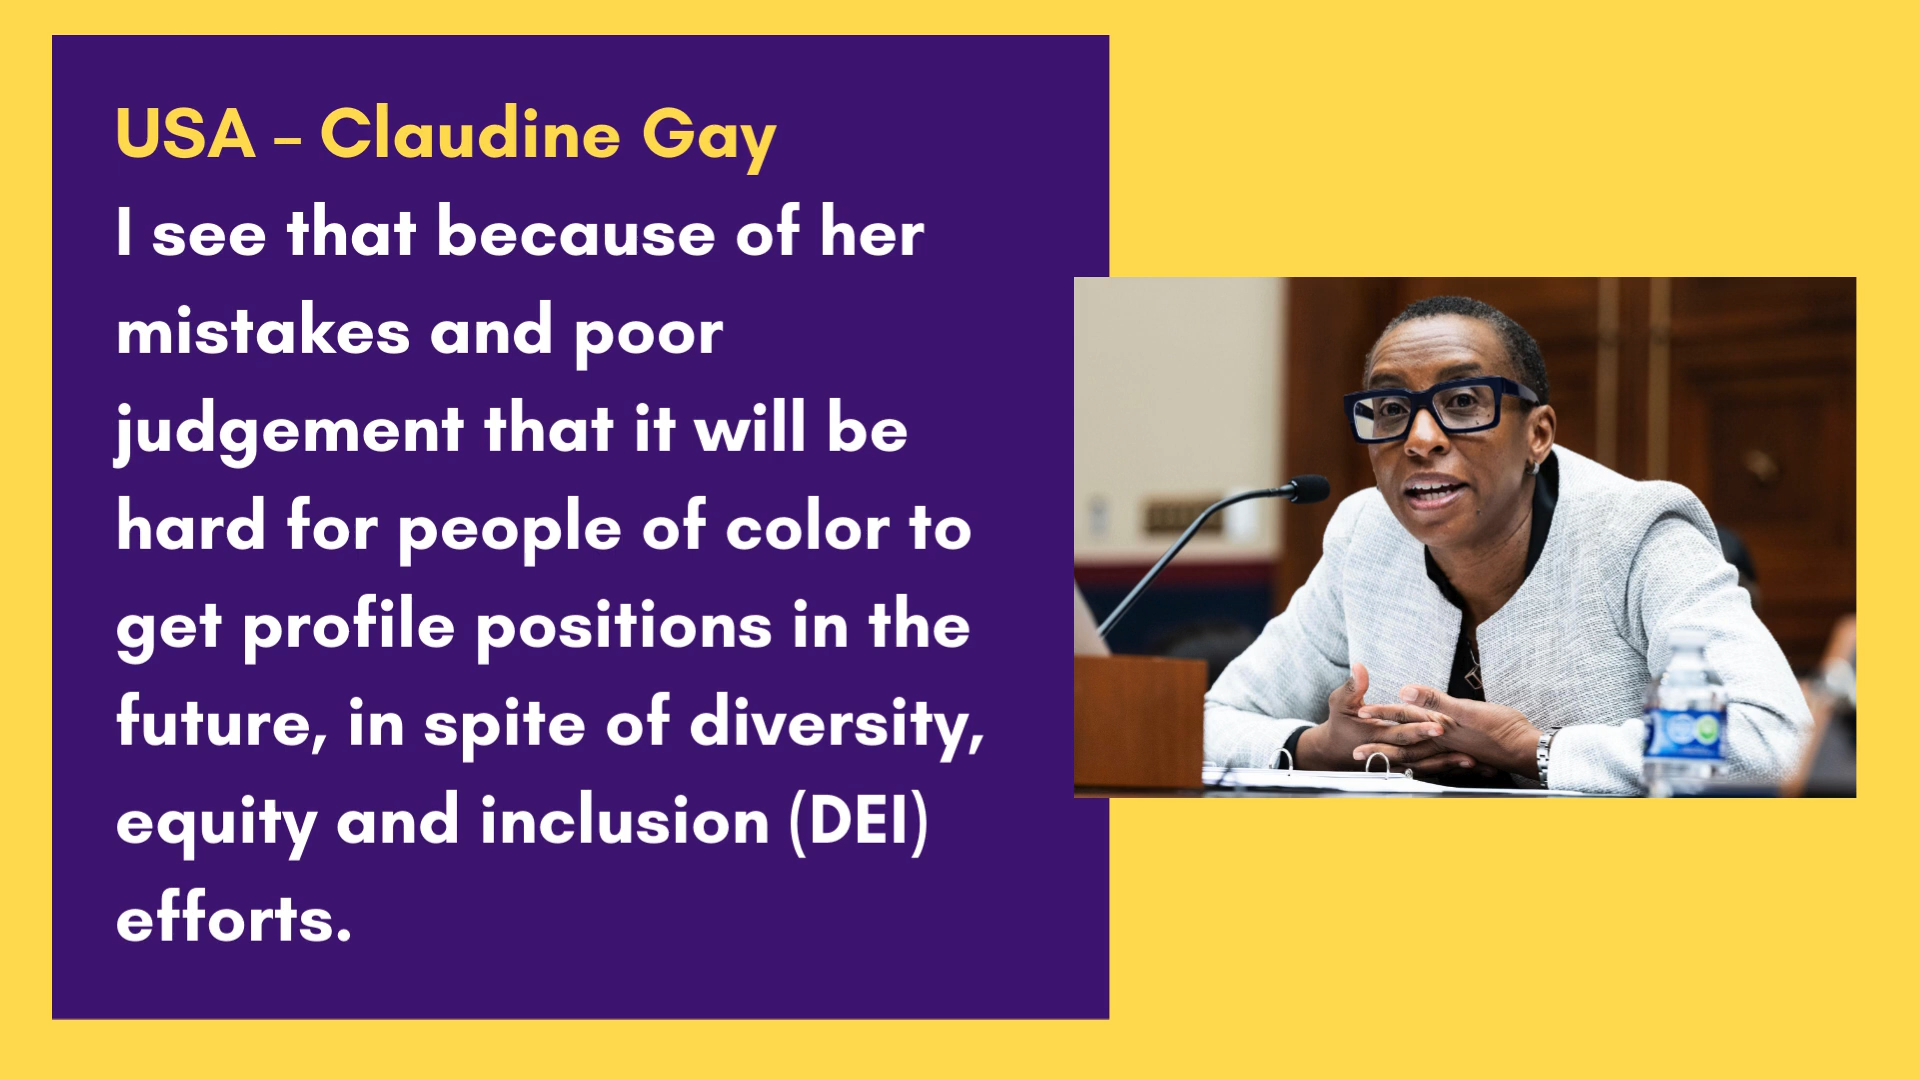 USA – Claudine Gay
I see that because of her
mistakes and poor
judgement that it will be
hard for people of color to
get profile positions in the
future, in spite of diversity,
equity and inclusion (DEI)
efforts.